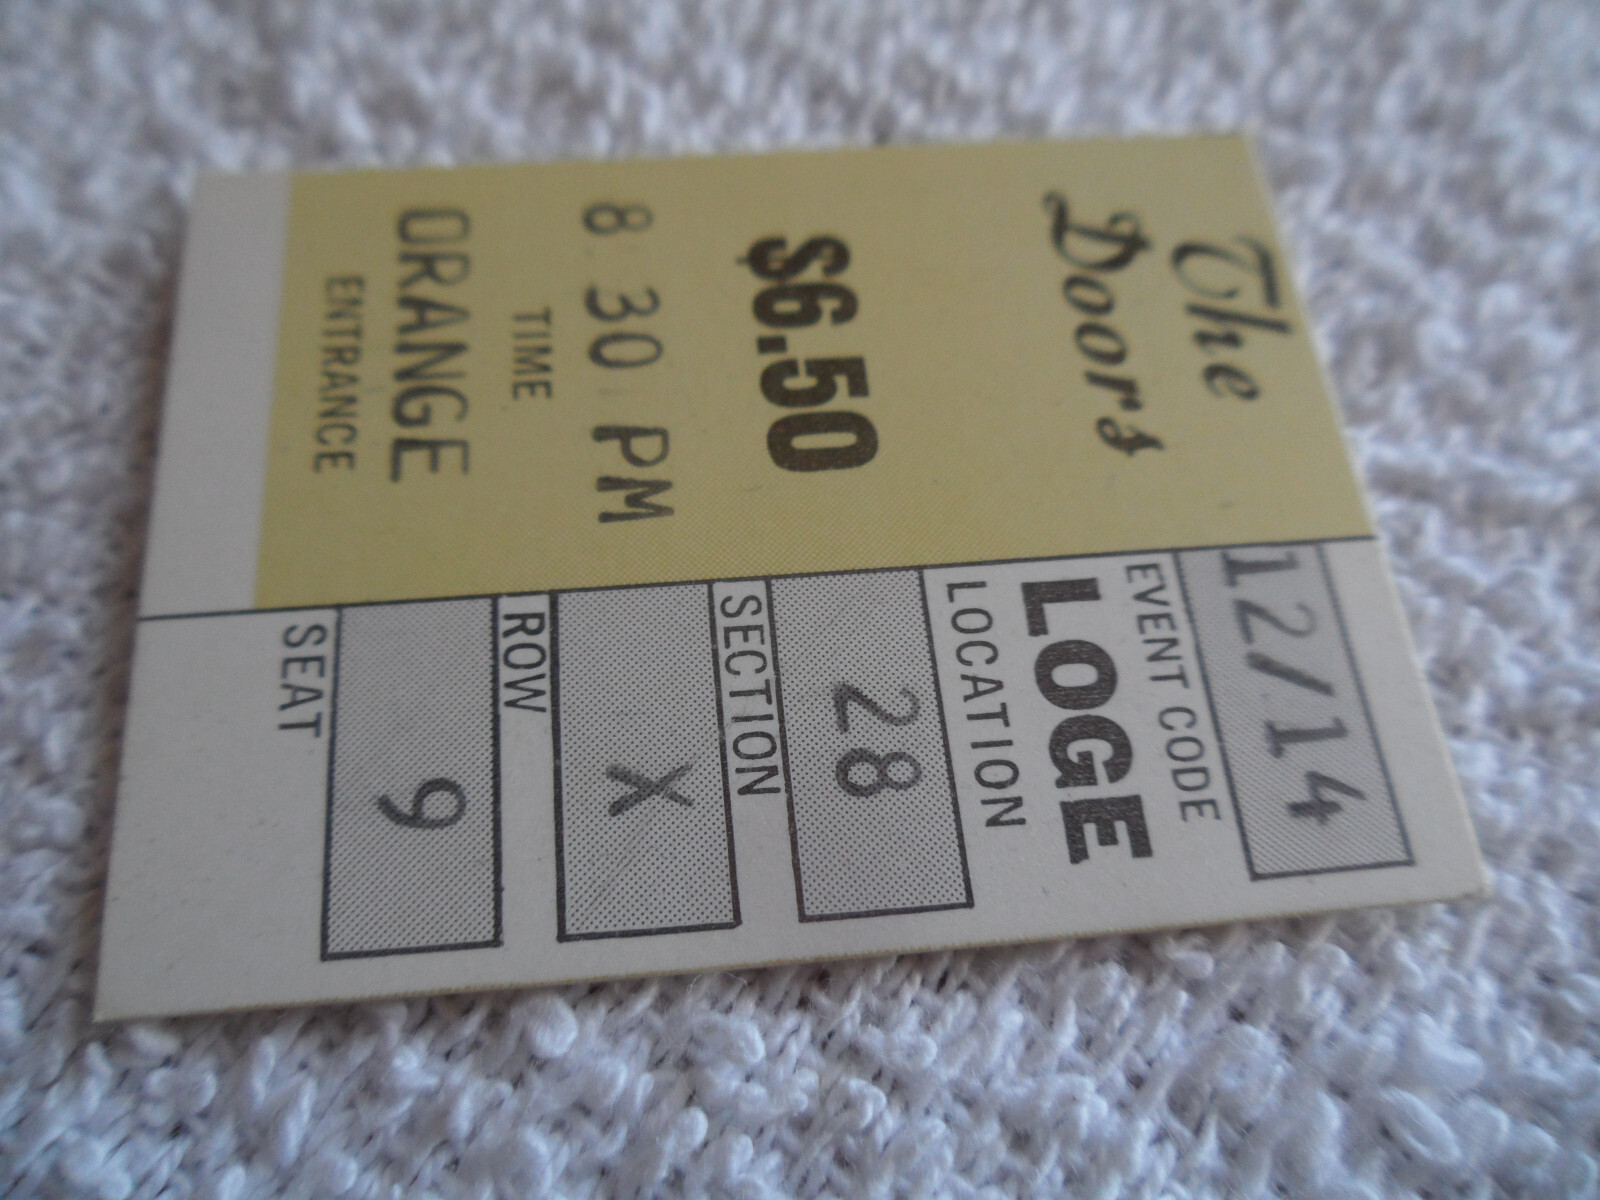 The
Doors
$6.50
8:30 PM
TIME
ORANGE
ENTRANCE
12/14
EVENT CODE
LOGE
LOCATION
28
SECTION
X
ROW
9
SEAT